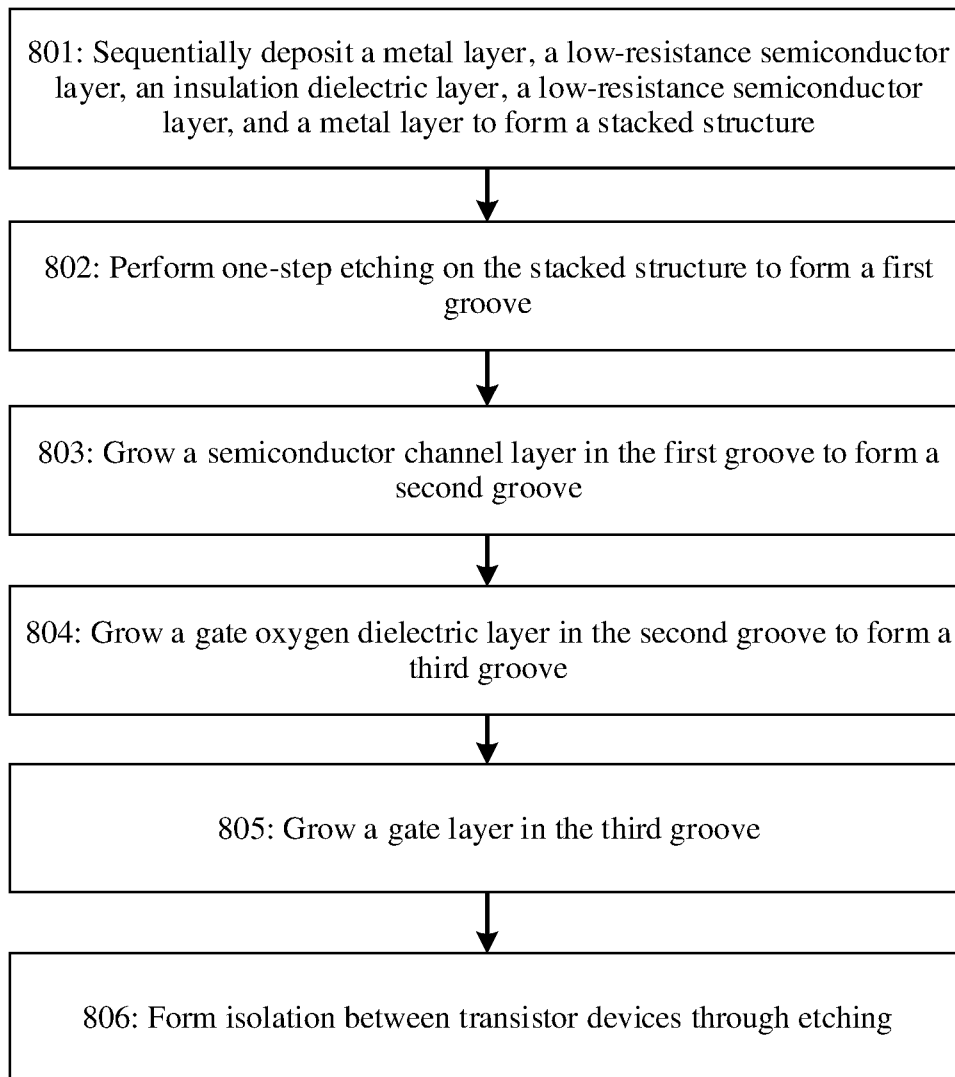 801: Sequentially deposit a metal layer, a low-resistance semiconductor
layer, an insulation dielectric layer, a low-resistance semiconductor
layer, and a metal layer to form a stacked structure
802: Perform one-step etching on the stacked structure to form a first
groove
803: Grow a semiconductor channel layer in the first groove to form a
second groove
804: Grow a gate oxygen dielectric layer in the second groove to form a
third groove
805: Grow a gate layer in the third groove
806: Form isolation between transistor devices through etching